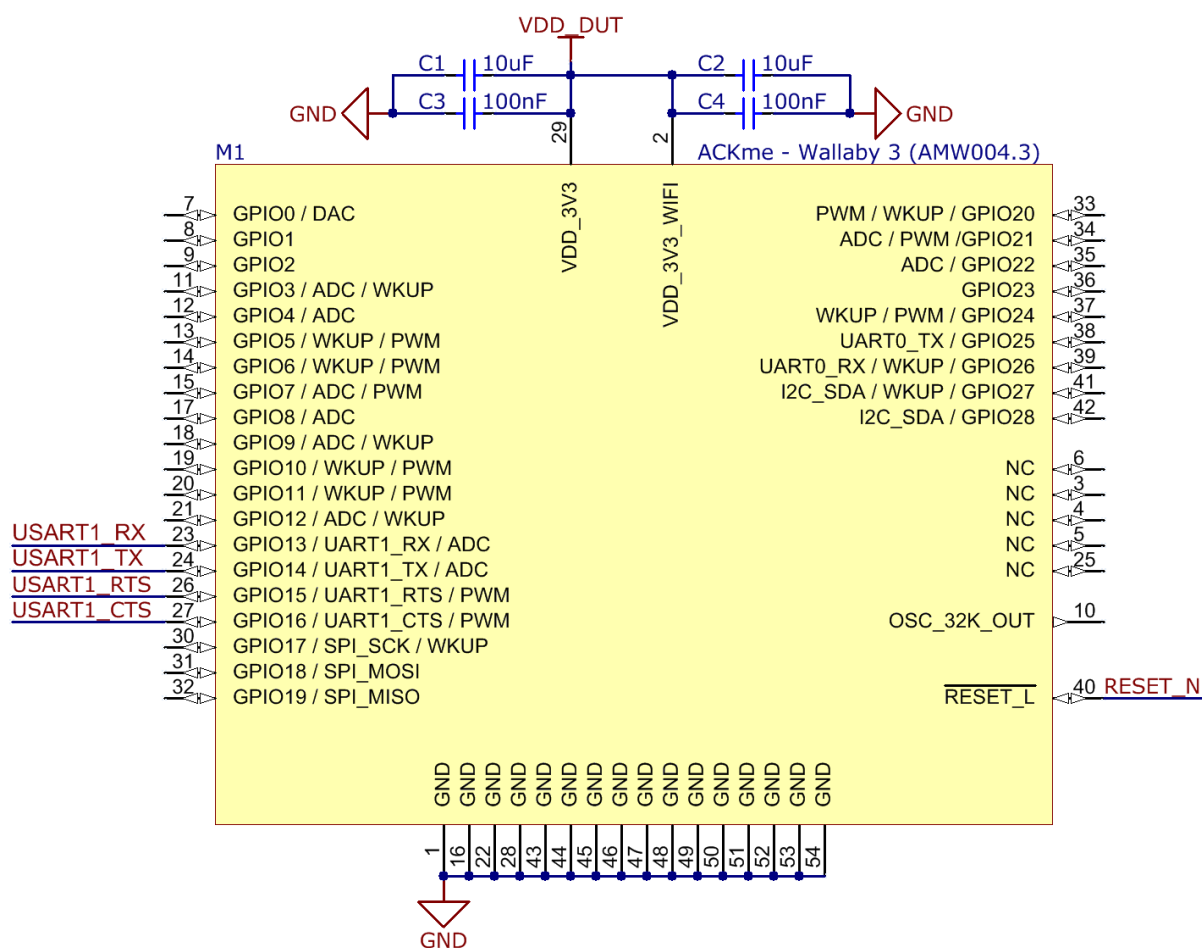 VDD_DUT
C1 10uF
C2 10uF
GND
C3 100nF
C4 100nF
GND
29
2
M1
ACKme - Wallaby 3 (AMW004.3)
VDD_3V3
VDD_3V3_WIFI
7 GPIO0 / DAC
8 GPIO1
9 GPIO2
11 GPIO3 / ADC / WKUP
12 GPIO4 / ADC
13 GPIO5 / WKUP / PWM
14 GPIO6 / WKUP / PWM
15 GPIO7 / ADC / PWM
17 GPIO8 / ADC
18 GPIO9 / ADC / WKUP
19 GPIO10 / WKUP / PWM
20 GPIO11 / WKUP / PWM
21 GPIO12 / ADC / WKUP
USART1_RX 23 GPIO13 / UART1_RX / ADC
USART1_TX 24 GPIO14 / UART1_TX / ADC
USART1_RTS 26 GPIO15 / UART1_RTS / PWM
USART1_CTS 27 GPIO16 / UART1_CTS / PWM
30 GPIO17 / SPI_SCK / WKUP
31 GPIO18 / SPI_MOSI
32 GPIO19 / SPI_MISO
PWM / WKUP / GPIO20 33
ADC / PWM /GPIO21 34
ADC / GPIO22 35
GPIO23 36
WKUP / PWM / GPIO24 37
UART0_TX / GPIO25 38
UART0_RX / WKUP / GPIO26 39
I2C_SDA / WKUP / GPIO27 41
I2C_SDA / GPIO28 42
NC 6
NC 3
NC 4
NC 5
NC 25
OSC_32K_OUT 10
RESET_L 40 RESET_N
GND GND GND GND GND GND GND GND GND GND GND GND GND GND GND GND
1 16 22 28 43 44 45 46 47 48 49 50 51 52 53 54
GND